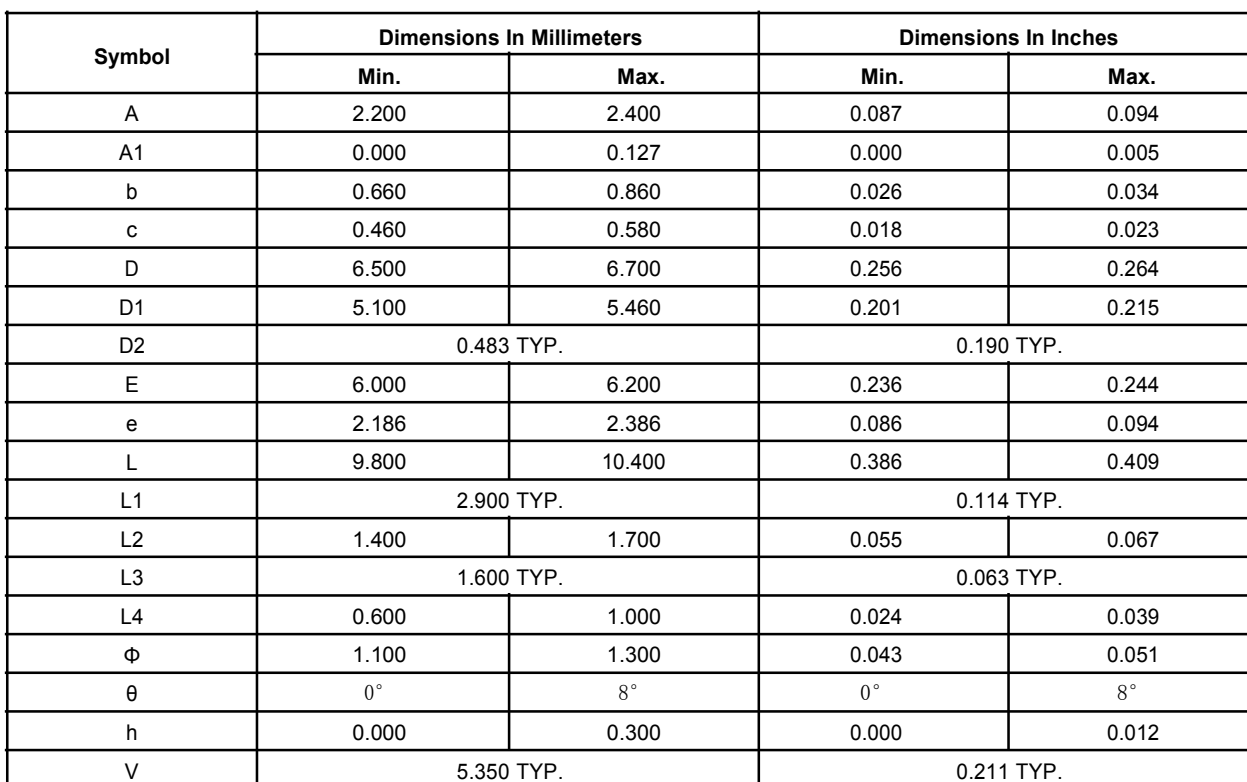 Symbol Dimensions In Millimeters Dimensions In Inches
Min. Max. Min. Max.
A 2.200 2.400 0.087 0.094
A1 0.000 0.127 0.000 0.005
b 0.660 0.860 0.026 0.034
c 0.460 0.580 0.018 0.023
D 6.500 6.700 0.256 0.264
D1 5.100 5.460 0.201 0.215
D2 0.483 TYP. 0.190 TYP.
E 6.000 6.200 0.236 0.244
e 2.186 2.386 0.086 0.094
L 9.800 10.400 0.386 0.409
L1 2.900 TYP. 0.114 TYP.
L2 1.400 1.700 0.055 0.067
L3 1.600 TYP. 0.063 TYP.
L4 0.600 1.000 0.024 0.039
Φ 1.100 1.300 0.043 0.051
θ 0° 8° 0° 8°
h 0.000 0.300 0.000 0.012
V 5.350 TYP. 0.211 TYP.